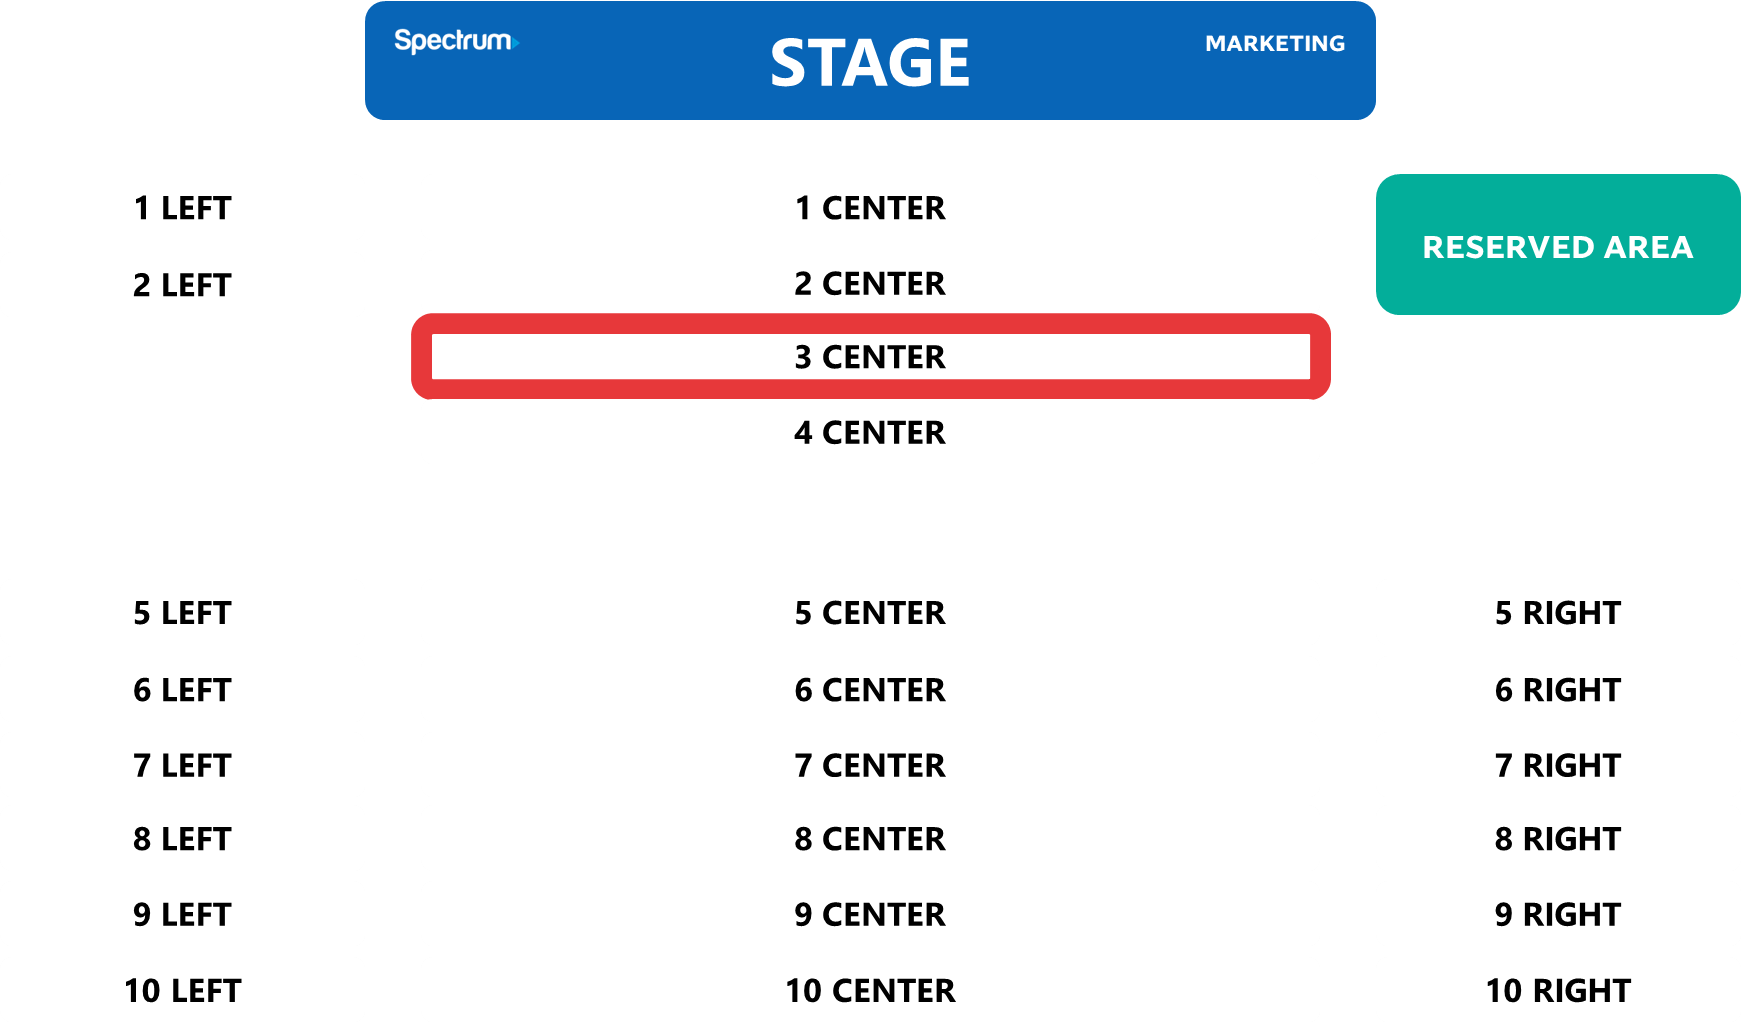 Spectrum STAGE MARKETING
1 LEFT 1 CENTER
RESERVED AREA
2 LEFT 2 CENTER
3 CENTER
4 CENTER
5 LEFT 5 CENTER 5 RIGHT
6 LEFT 6 CENTER 6 RIGHT
7 LEFT 7 CENTER 7 RIGHT
8 LEFT 8 CENTER 8 RIGHT
9 LEFT 9 CENTER 9 RIGHT
10 LEFT 10 CENTER 10 RIGHT